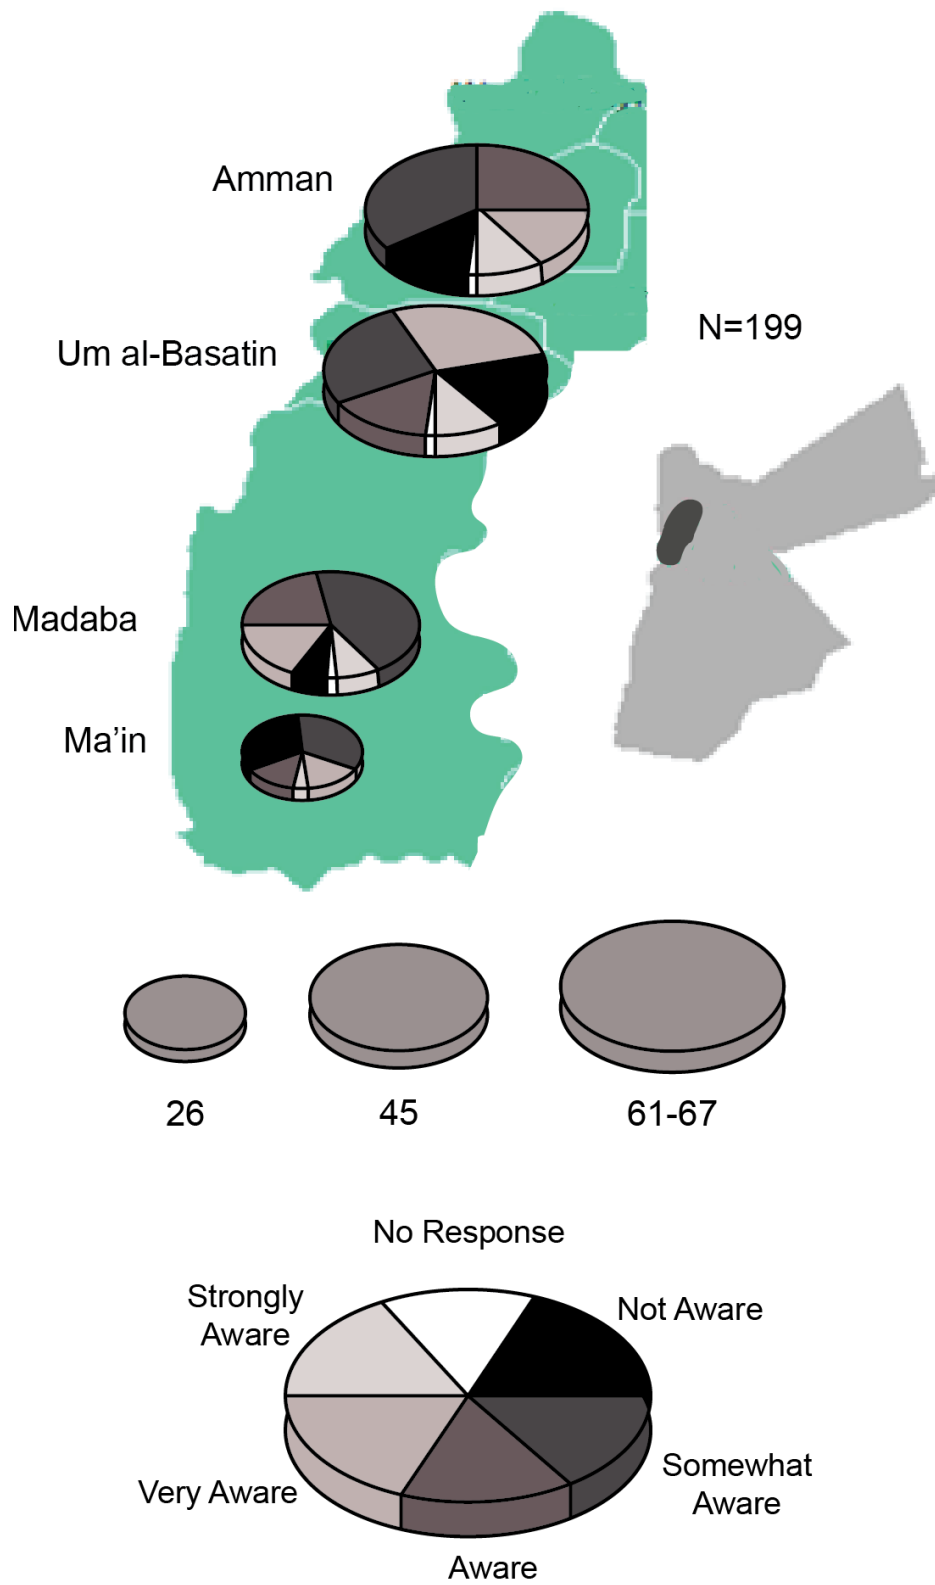 Amman
N=199
Um al-Basatin
Madaba
Ma’in
26
45
61-67
No Response
Strongly
Aware
Not Aware
Very Aware
Somewhat
Aware
Aware